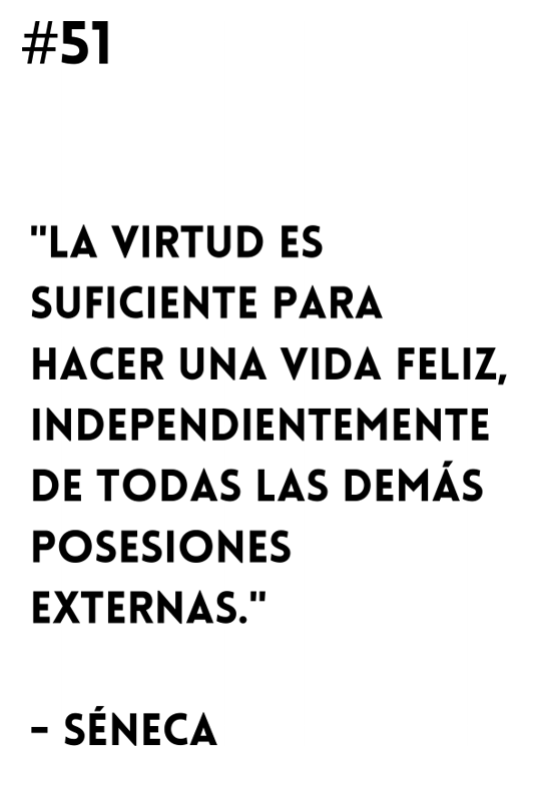 #51
"LA VIRTUD ES
SUFICIENTE PARA
HACER UNA VIDA FELIZ,
INDEPENDIENTEMENTE
DE TODAS LAS DEMÁS
POSESIONES
EXTERNAS."
- SÉNECA